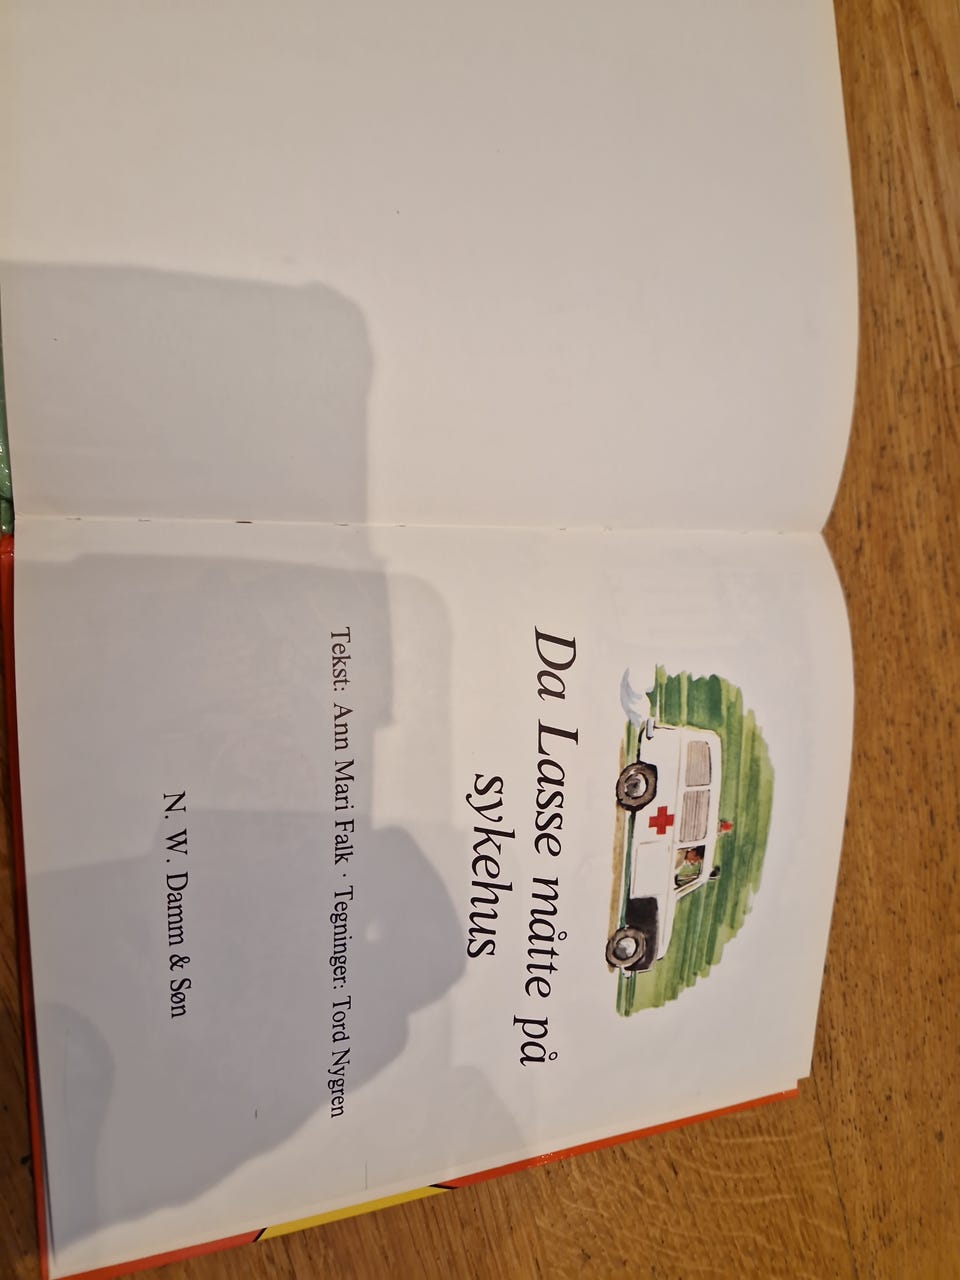 Da Lasse måtte på
sykehus
Tekst: Ann Mari Falk · Tegninger: Tord Nygren
N. W. Damm & Søn